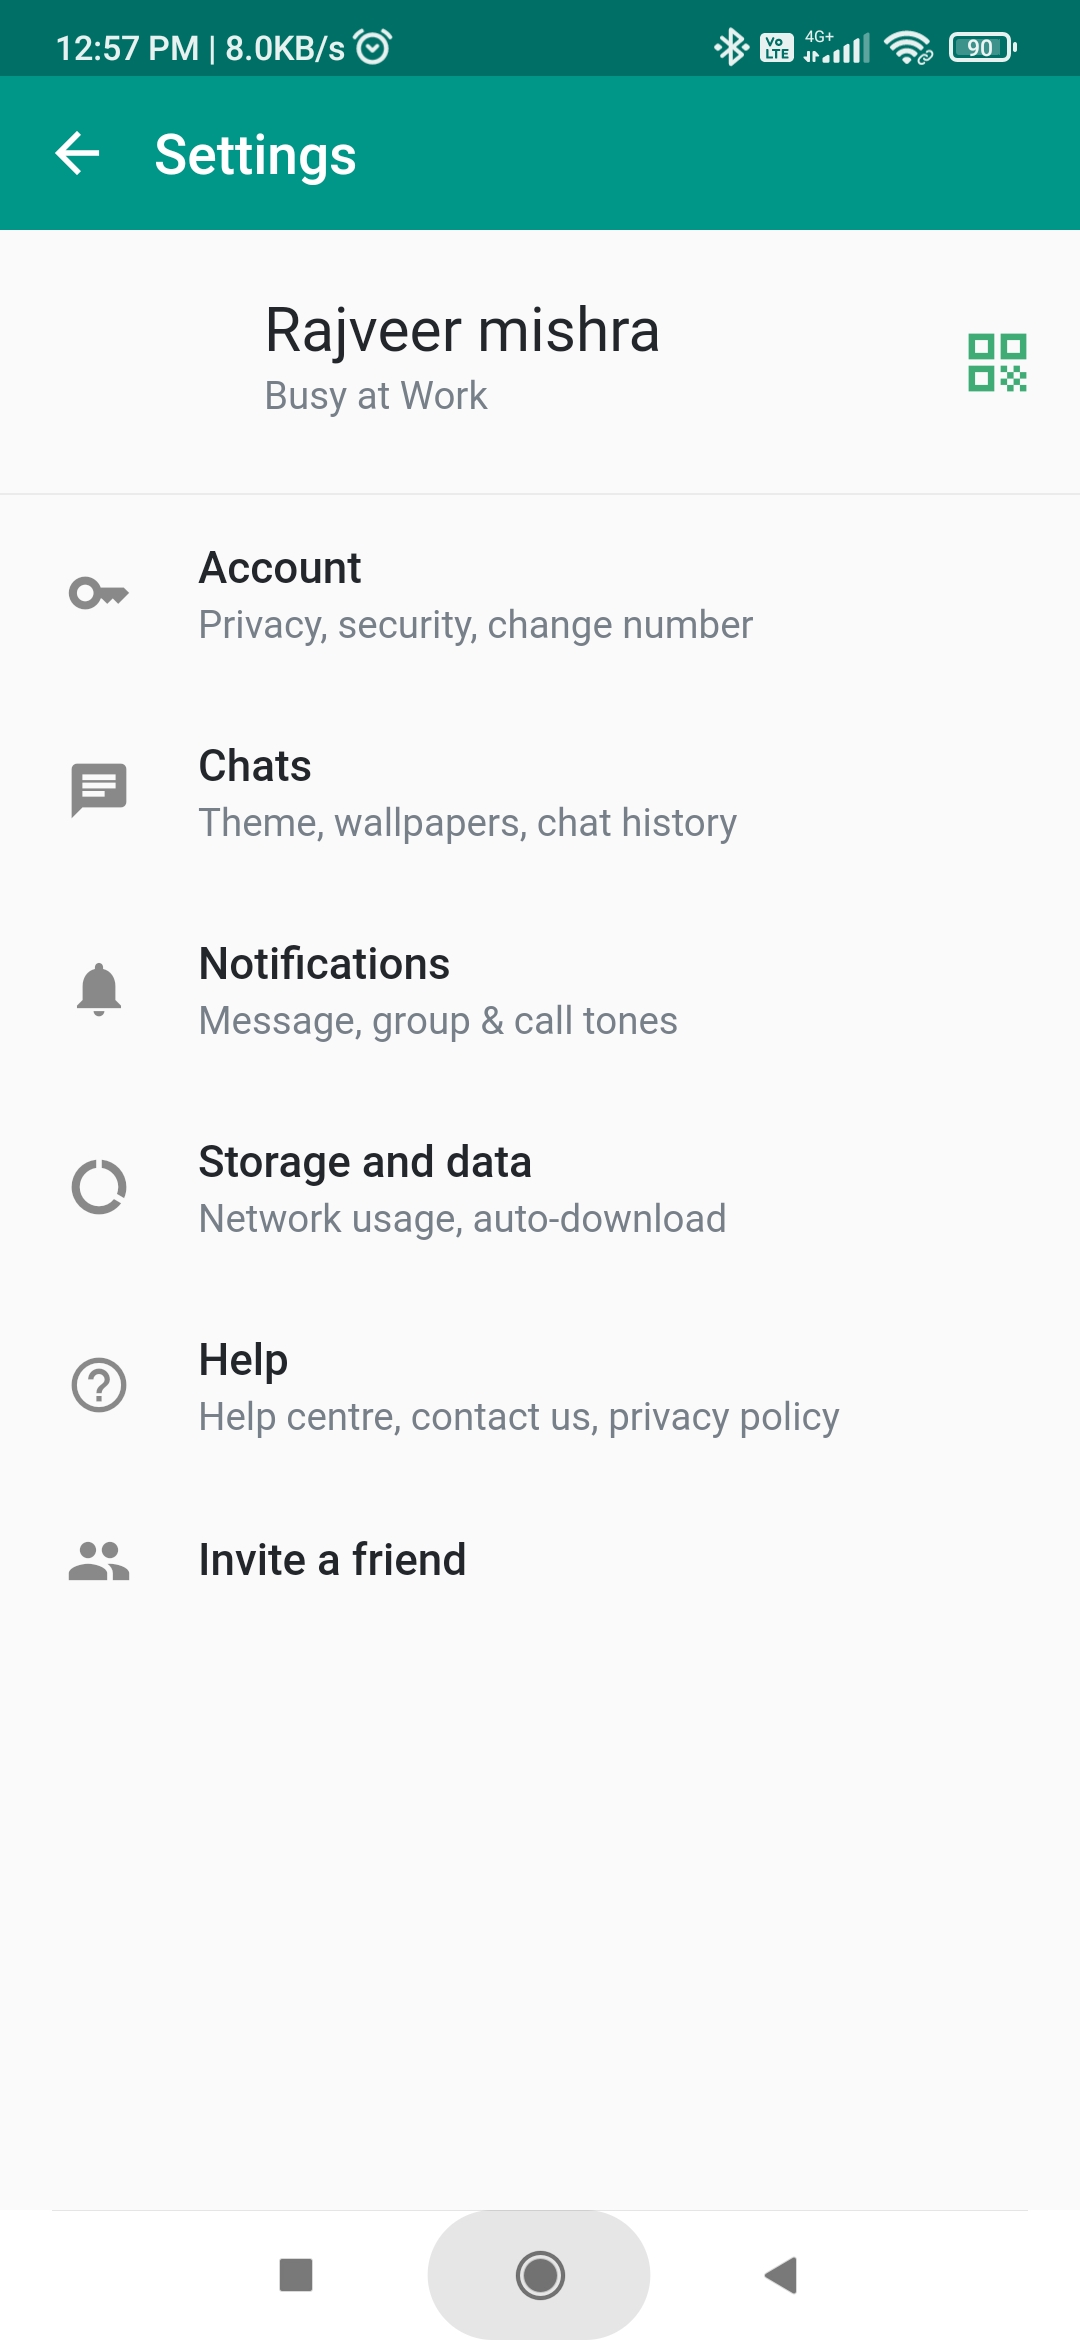 12:57 PM | 8.0KB/s Vo LTE 4G+ 90
Settings
Rajveer mishra
Busy at Work
Account
Privacy, security, change number
Chats
Theme, wallpapers, chat history
Notifications
Message, group & call tones
Storage and data
Network usage, auto-download
Help
Help centre, contact us, privacy policy
Invite a friend